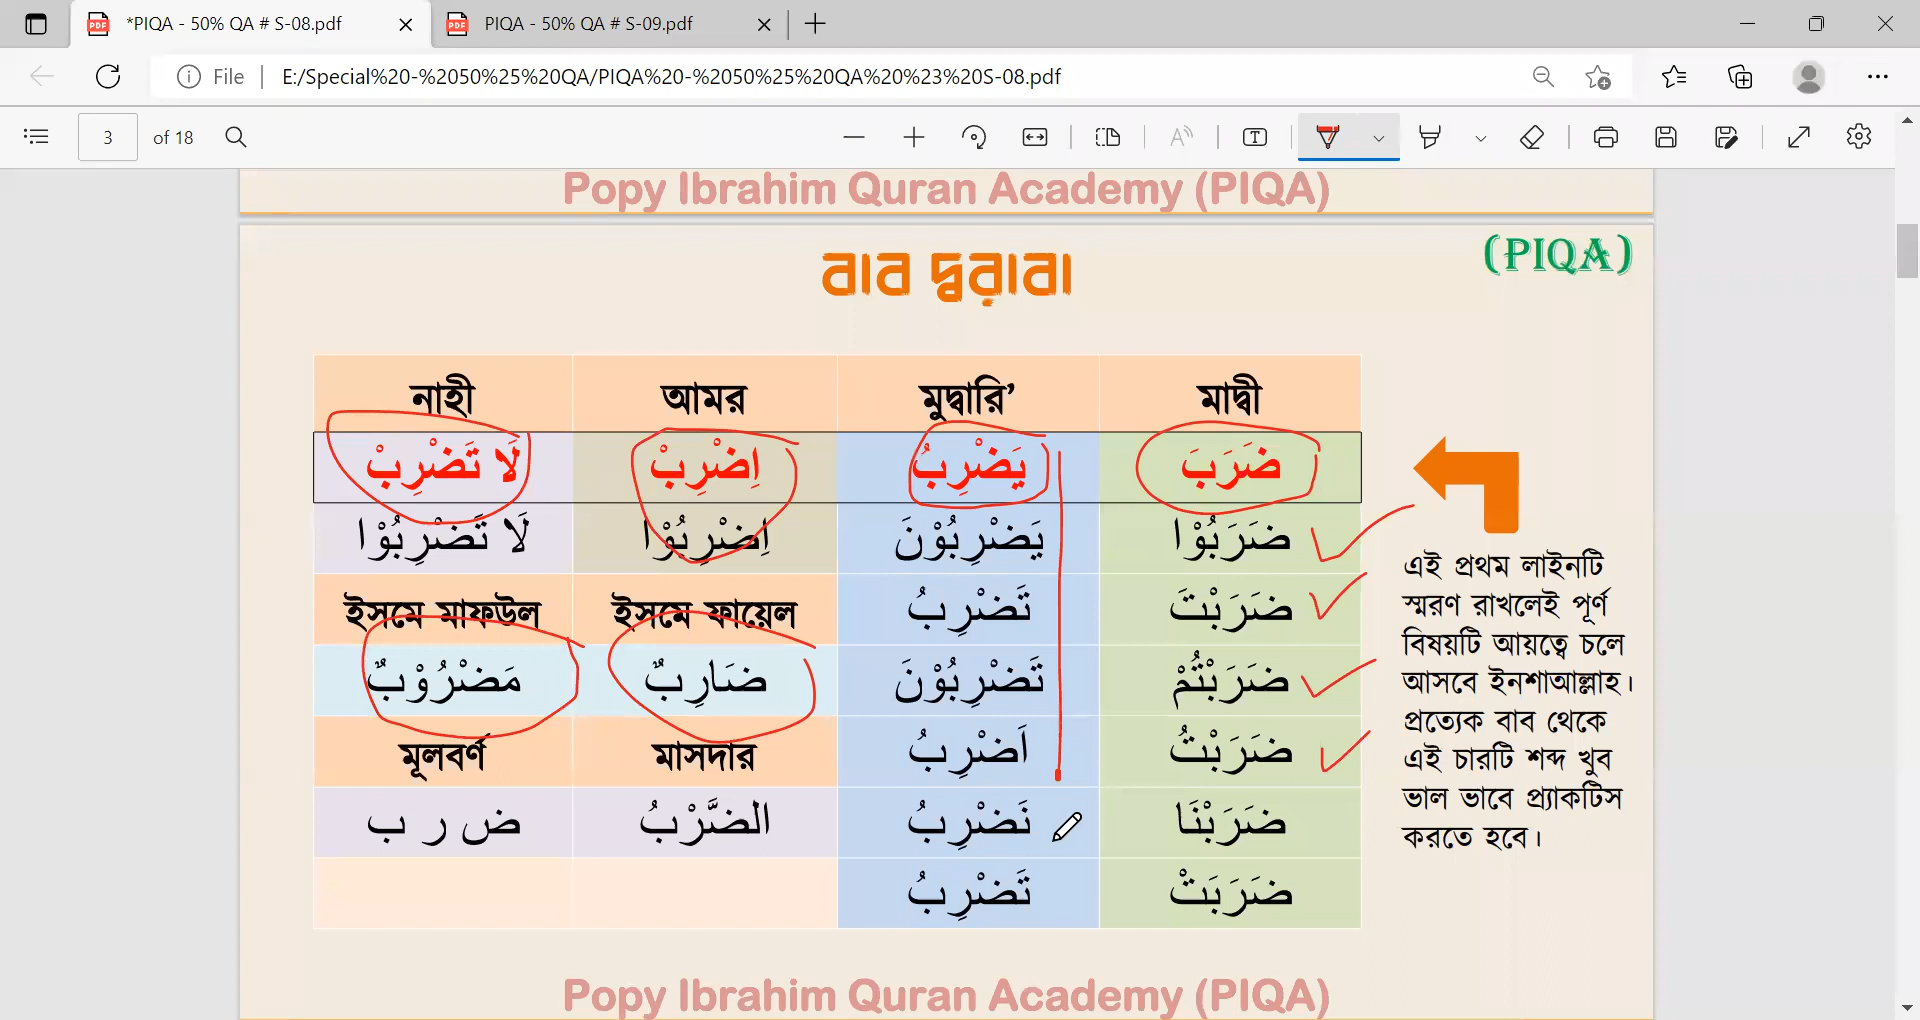 *PIQA - 50% QA # S-08.pdf
PIQA - 50% QA # S-09.pdf
File
E:/Special%20-%2050%25%20QA/PIQA%20-%2050%25%20QA%20%23%20S-08.pdf
3 of 18
Popy Ibrahim Quran Academy (PIQA)
বাব দ্বরাবা
(PIQA)
নাহী আমর মুদ্বারি’ মাদ্বী
ضَرَبَ يَضْرِبُ اِضْرِبْ لَا تَضْرِبْ
ضَرَبُوْا يَضْرِبُوْنَ اِضْرِبُوْا لَا تَضْرِبُوْا
ضَرَبْتَ تَضْرِبُ ইসমে ফায়েল ইসমে মাফউল
ضَرَبْتُمْ تَضْرِبُوْنَ ضَارِبٌ مَضْرُوْبٌ
ضَرَبْتُ اَضْرِبُ মাসদার মূলবর্ণ
ضَرَبْنَا نَضْرِبُ الضَّرْبُ ض ر ب
ضَرَبَتْ تَضْرِبُ
এই প্রথম লাইনটি
স্মরণ রাখলেই পূর্ণ
বিষয়টি আয়ত্বে চলে
আসবে ইনশাআল্লাহ।
প্রত্যেক বাব থেকে
এই চারটি শব্দ খুব
ভাল ভাবে প্র্যাকটিস
করতে হবে।
Popy Ibrahim Quran Academy (PIQA)